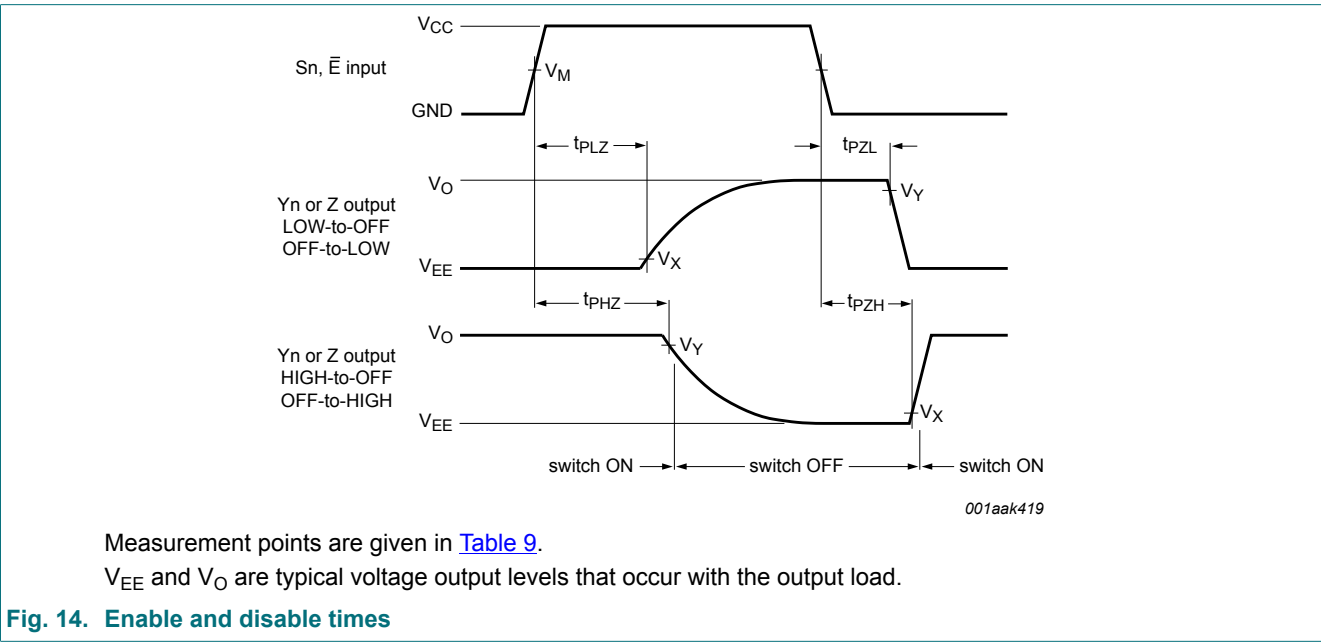 VCC
Sn, E̅ input
VM
GND
tPLZ
tPZL
VO
VY
Yn or Z output
LOW-to-OFF
OFF-to-LOW
VX
VEE
tPHZ
tPZH
VO
VY
Yn or Z output
HIGH-to-OFF
OFF-to-HIGH
VX
VEE
switch ON
switch OFF
switch ON
001aak419
Measurement points are given in Table 9.
VEE and VO are typical voltage output levels that occur with the output load.
Fig. 14. Enable and disable times